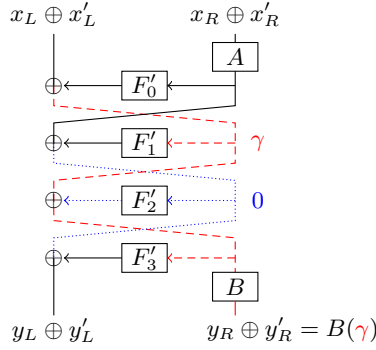 x_L ⊕ x′_L x_R ⊕ x′_R
A
F′_0
F′_1 γ
F′_2 0
F′_3
B
y_L ⊕ y′_L y_R ⊕ y′_R = B(γ)